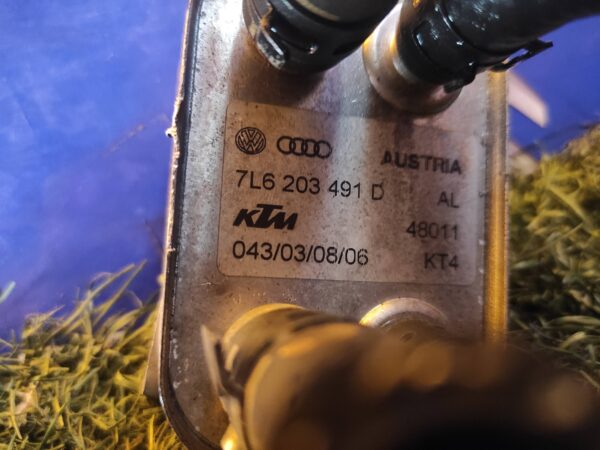 AUSTRIA
7L6 203 491 D AL
KTM 48011
043/03/08/06 KT4